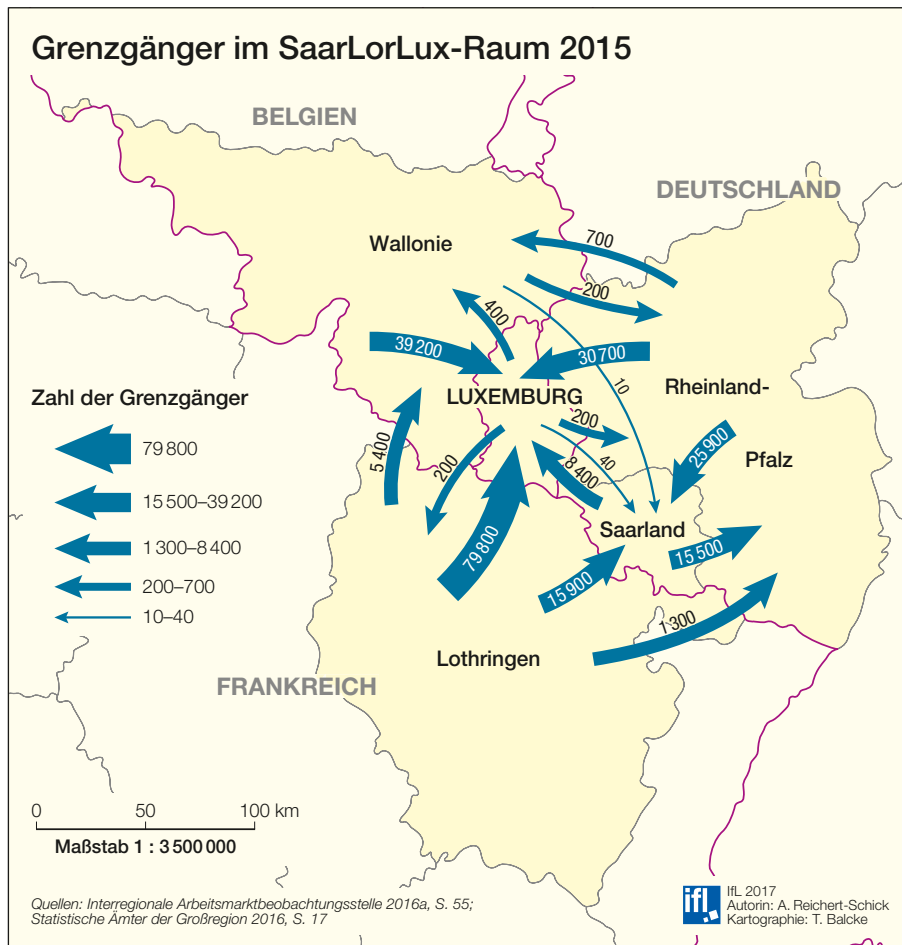 Grenzgänger im SaarLorLux-Raum 2015
BELGIEN
DEUTSCHLAND
Wallonie
700
200
400
39 200
30 700
10
Zahl der Grenzgänger
LUXEMBURG
Rheinland-
Pfalz
79 800
15 500–39 200
1 300–8 400
200–700
10–40
5 400
200
200
40
8 400
25 900
Saarland
79 800
15 900
15 500
1 300
Lothringen
FRANKREICH
0 50 100 km
Maßstab 1 : 3 500 000
Quellen: Interregionale Arbeitsmarktbeobachtungsstelle 2016a, S. 55;
Statistische Ämter der Großregion 2016, S. 17
ifl
IfL 2017
Autorin: A. Reichert-Schick
Kartographie: T. Balcke